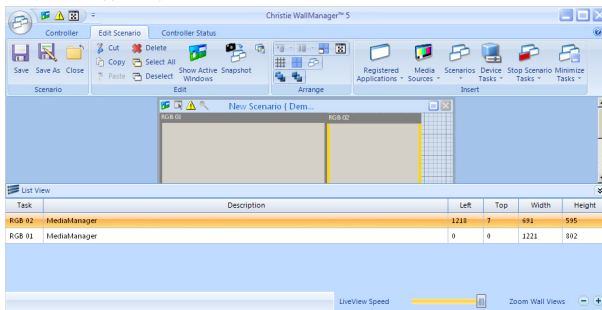 Christie WallManager™ 5
Controller Edit Scenario Controller Status
Save Save As Close
Cut Delete
Copy Select All
Paste Deselect
Show Active Windows
Snapshot
Registered Applications
Media Sources
Scenarios
Device Tasks
Stop Scenario Tasks
Minimize Tasks
Scenario Edit Arrange Insert
New Scenario ( Dem...
RGB 01 RGB 02
List View
Task Description Left Top Width Height
RGB 02 MediaManager 1218 7 691 595
RGB 01 MediaManager 0 0 1221 802
LiveView Speed Zoom Wall Views